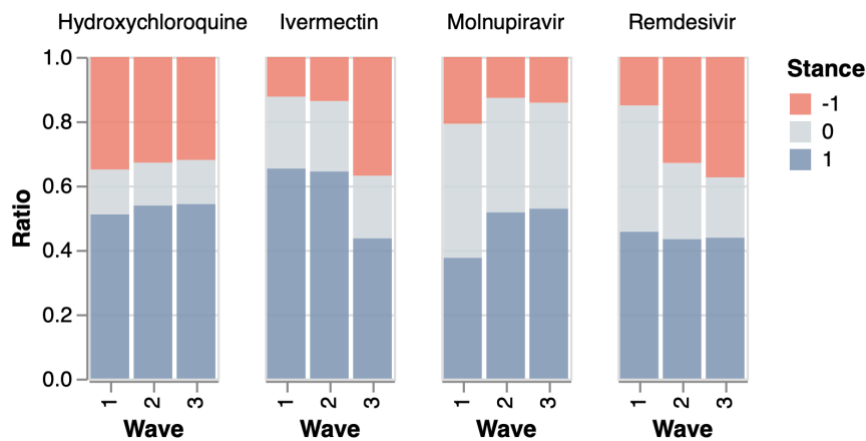 Hydroxychloroquine Ivermectin Molnupiravir Remdesivir
Stance
-1
0
1
Ratio
1.0
0.8
0.6
0.4
0.2
0.0
1 2 3 1 2 3 1 2 3 1 2 3
Wave Wave Wave Wave